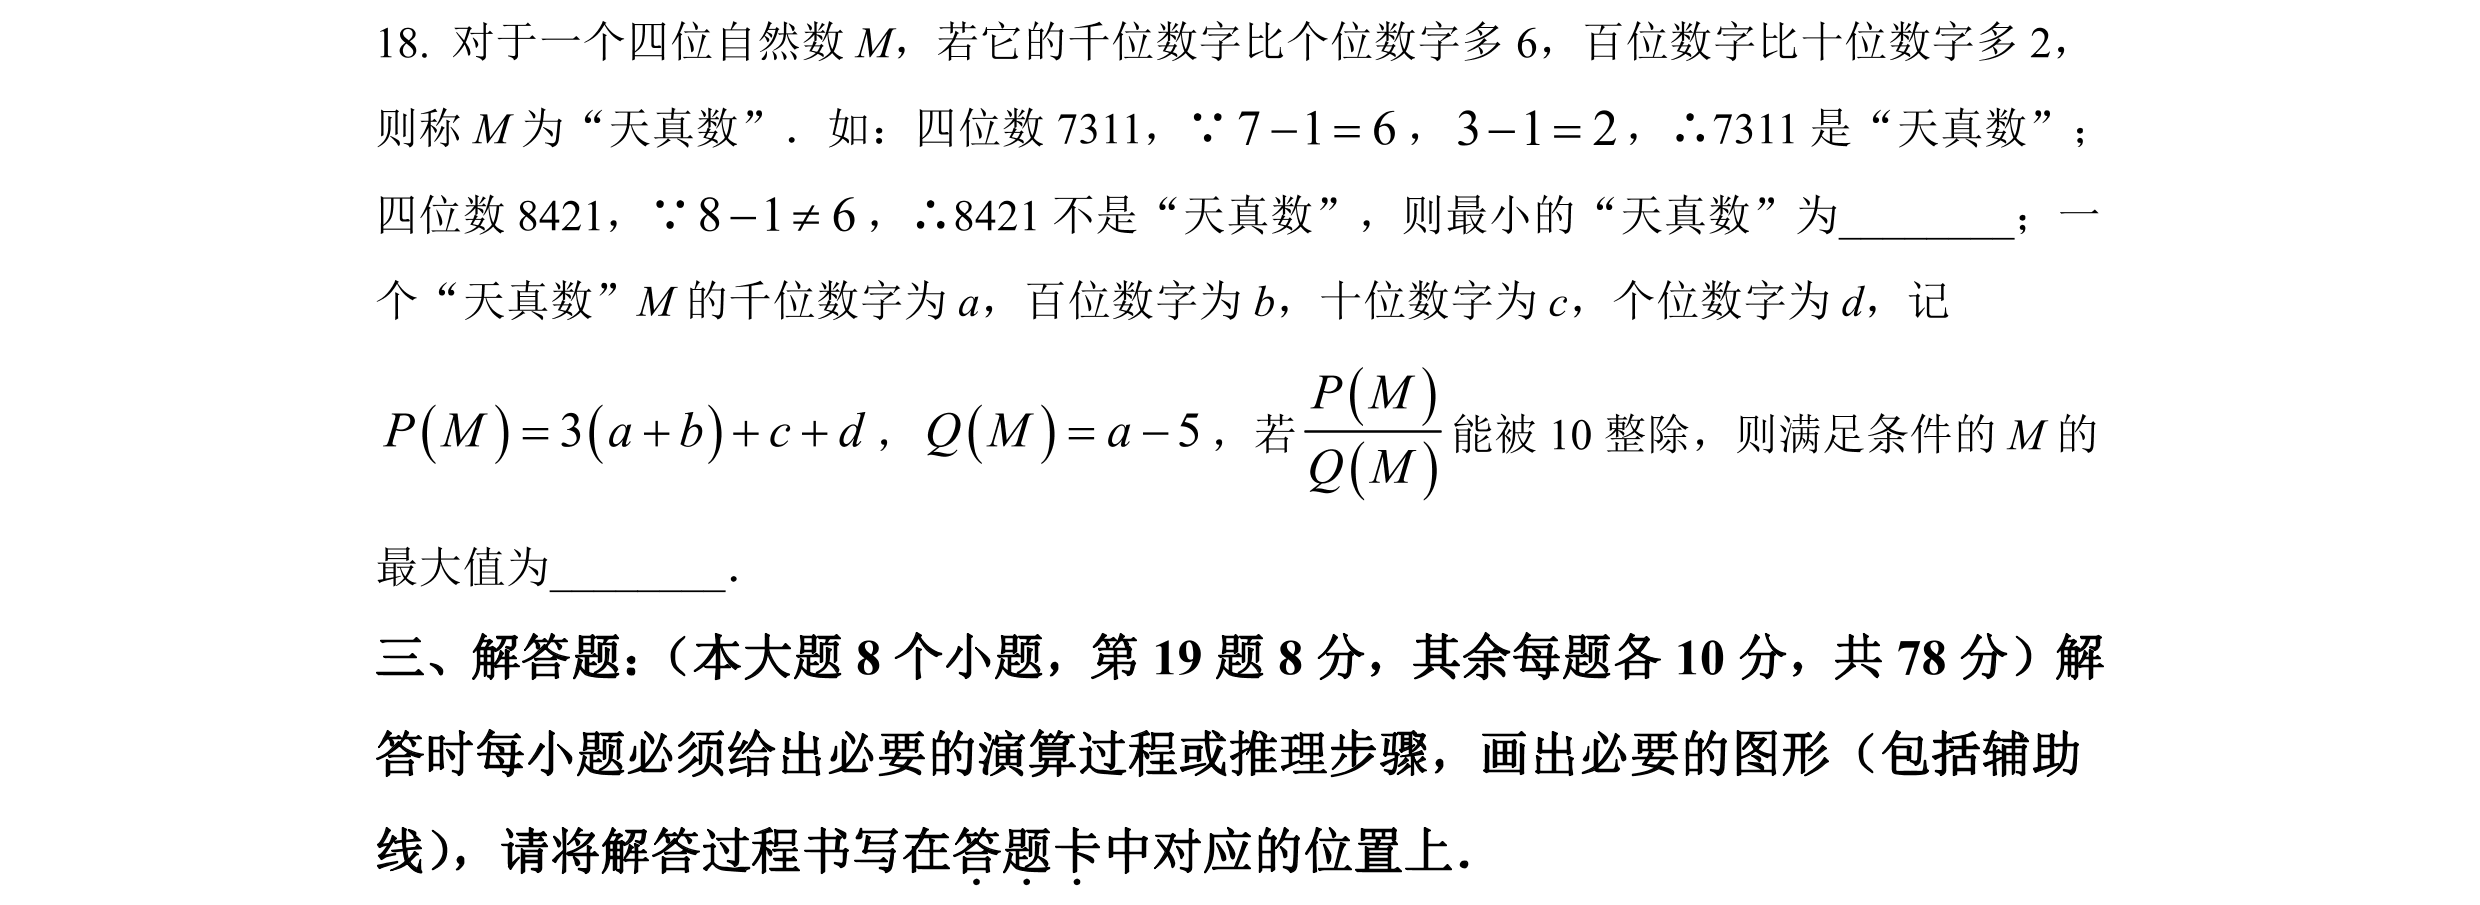 18. 对于一个四位自然数 M，若它的千位数字比个位数字多 6，百位数字比十位数字多 2，
则称 M 为“天真数”．如：四位数 7311，∵7－1＝6，3－1＝2，∴7311 是“天真数”；
四位数 8421，∵8－1≠6，∴8421 不是“天真数”，则最小的“天真数”为________；一
个“天真数”M 的千位数字为 a，百位数字为 b，十位数字为 c，个位数字为 d，记
P(M)＝3(a＋b)＋c＋d，Q(M)＝a－5，若 P(M)/Q(M) 能被 10 整除，则满足条件的 M 的
最大值为________．
三、解答题：（本大题 8 个小题，第 19 题 8 分，其余每题各 10 分，共 78 分）解
答时每小题必须给出必要的演算过程或推理步骤，画出必要的图形（包括辅助
线），请将解答过程书写在答题卡中对应的位置上．